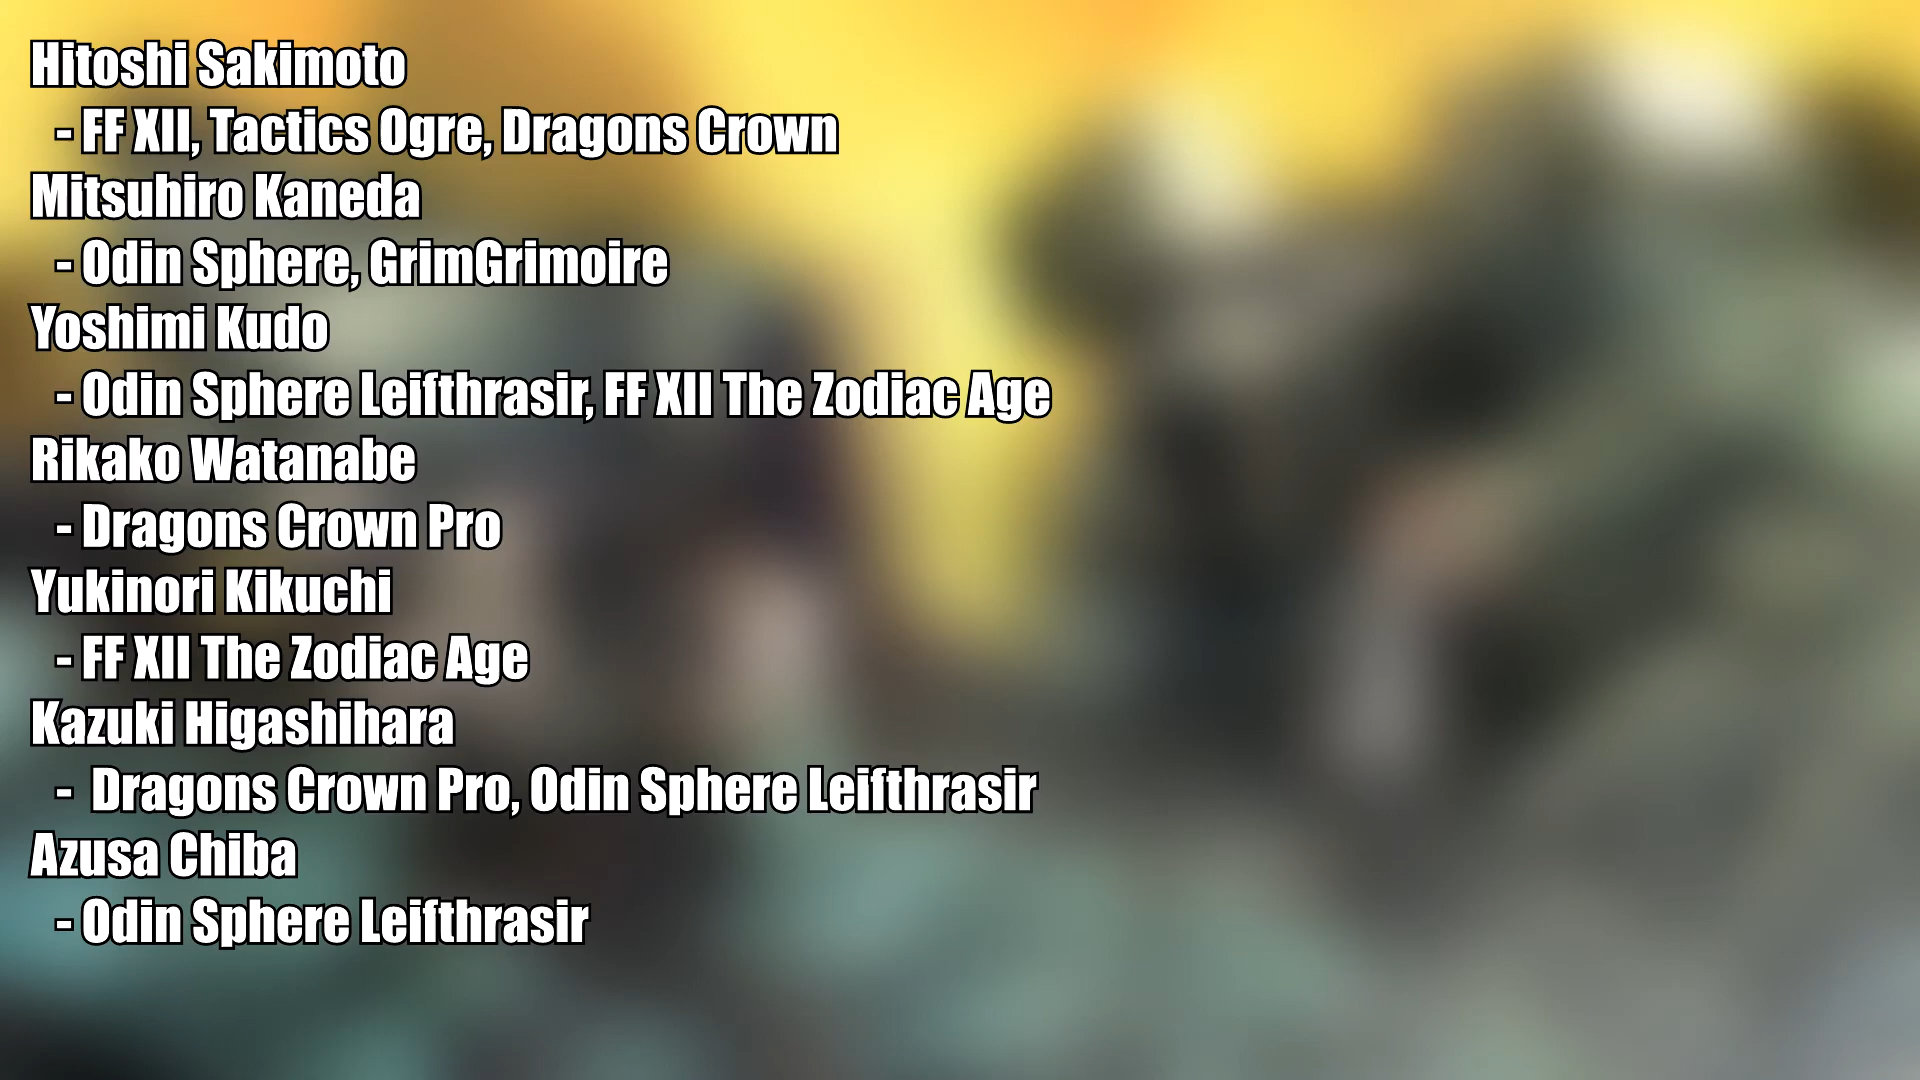 Hitoshi Sakimoto
- FF XII, Tactics Ogre, Dragons Crown
Mitsuhiro Kaneda
- Odin Sphere, GrimGrimoire
Yoshimi Kudo
- Odin Sphere Leifthrasir, FF XII The Zodiac Age
Rikako Watanabe
- Dragons Crown Pro
Yukinori Kikuchi
- FF XII The Zodiac Age
Kazuki Higashihara
- Dragons Crown Pro, Odin Sphere Leifthrasir
Azusa Chiba
- Odin Sphere Leifthrasir